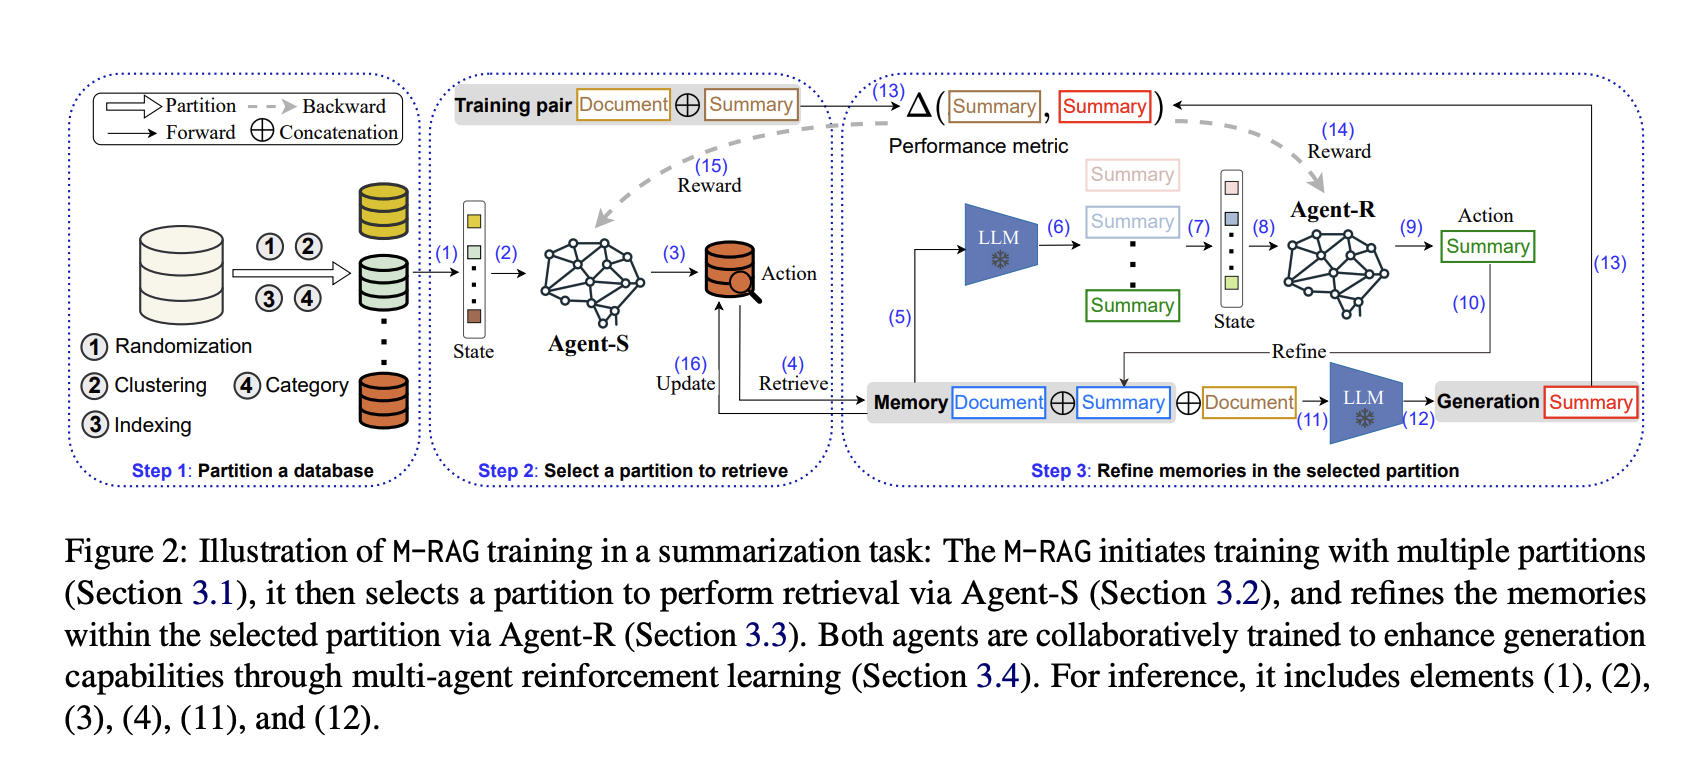 Partition
Backward
Forward
Concatenation
1 2
3 4
1 Randomization
2 Clustering
4 Category
3 Indexing
Step 1: Partition a database
Training pair Document ⊕ Summary
(15)
Reward
(1)
(2)
(3)
Action
State
Agent-S
(16)
Update
(4)
Retrieve
Step 2: Select a partition to retrieve
(13)
Δ(Summary, Summary)
Performance metric
(14)
Reward
Summary
Agent-R
LLM
(6)
Summary
(7)
(8)
(9)
Action
Summary
(13)
(5)
Summary
State
(10)
Refine
Memory Document ⊕ Summary ⊕ Document
(11)
LLM
(12)
Generation Summary
Step 3: Refine memories in the selected partition
Figure 2: Illustration of M-RAG training in a summarization task: The M-RAG initiates training with multiple partitions
(Section 3.1), it then selects a partition to perform retrieval via Agent-S (Section 3.2), and refines the memories
within the selected partition via Agent-R (Section 3.3). Both agents are collaboratively trained to enhance generation
capabilities through multi-agent reinforcement learning (Section 3.4). For inference, it includes elements (1), (2),
(3), (4), (11), and (12).